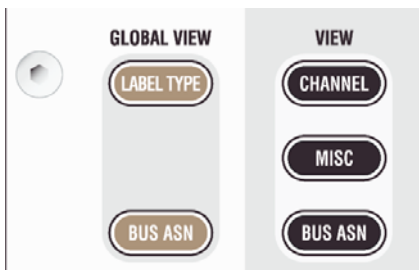 GLOBAL VIEW
VIEW
LABEL TYPE
CHANNEL
MISC
BUS ASN
BUS ASN